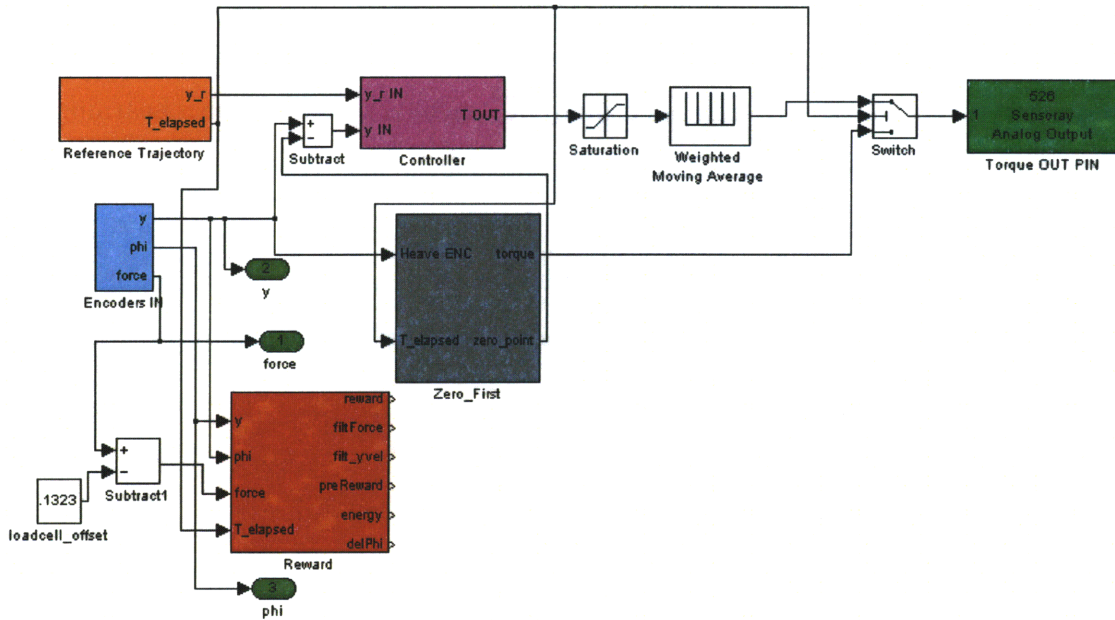 y_r
T_elapsed
Reference Trajectory
y_r IN
y IN
T OUT
Controller
+
−
Subtract
Saturation
Weighted
Moving Average
Switch
526
Sensoray
Analog Output
1
Torque OUT PIN
y
phi
force
Encoders IN
2
y
1
force
Heave ENC
torque
T_elapsed
zero_point
Zero_First
+
−
Subtract1
.1323
loadcell_offset
y
phi
force
T_elapsed
reward
filtForce
filt_yvel
preReward
energy
delPhi
Reward
3
phi